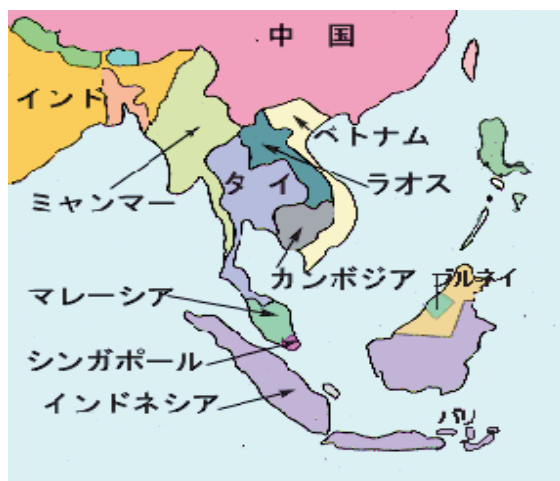 中 国
インド
ベトナム
ミャンマー
タイ
ラオス
カンボジア
ブルネイ
マレーシア
シンガポール
インドネシア
バリ